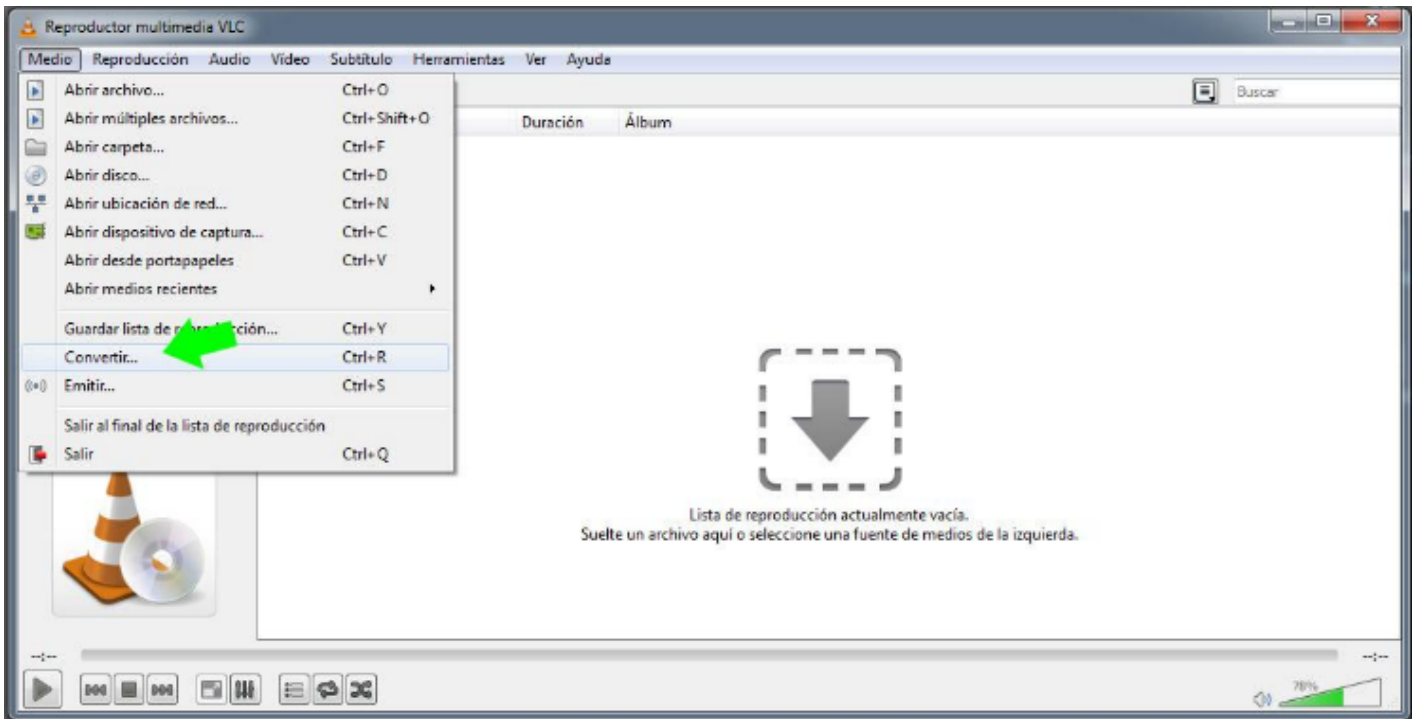 Reproductor multimedia VLC
Medio Reproducción Audio Vídeo Subtítulo Herramientas Ver Ayuda
Abrir archivo... Ctrl+O
Buscar
Abrir múltiples archivos... Ctrl+Shift+O
Duración Álbum
Abrir carpeta... Ctrl+F
Abrir disco... Ctrl+D
Abrir ubicación de red... Ctrl+N
Abrir dispositivo de captura... Ctrl+C
Abrir desde portapapeles Ctrl+V
Abrir medios recientes
Guardar lista de reproducción... Ctrl+Y
Convertir... Ctrl+R
Emitir... Ctrl+S
Salir al final de la lista de reproducción
Salir Ctrl+Q
Lista de reproducción actualmente vacía.
Suelte un archivo aquí o seleccione una fuente de medios de la izquierda.
--:-- --:--
78%